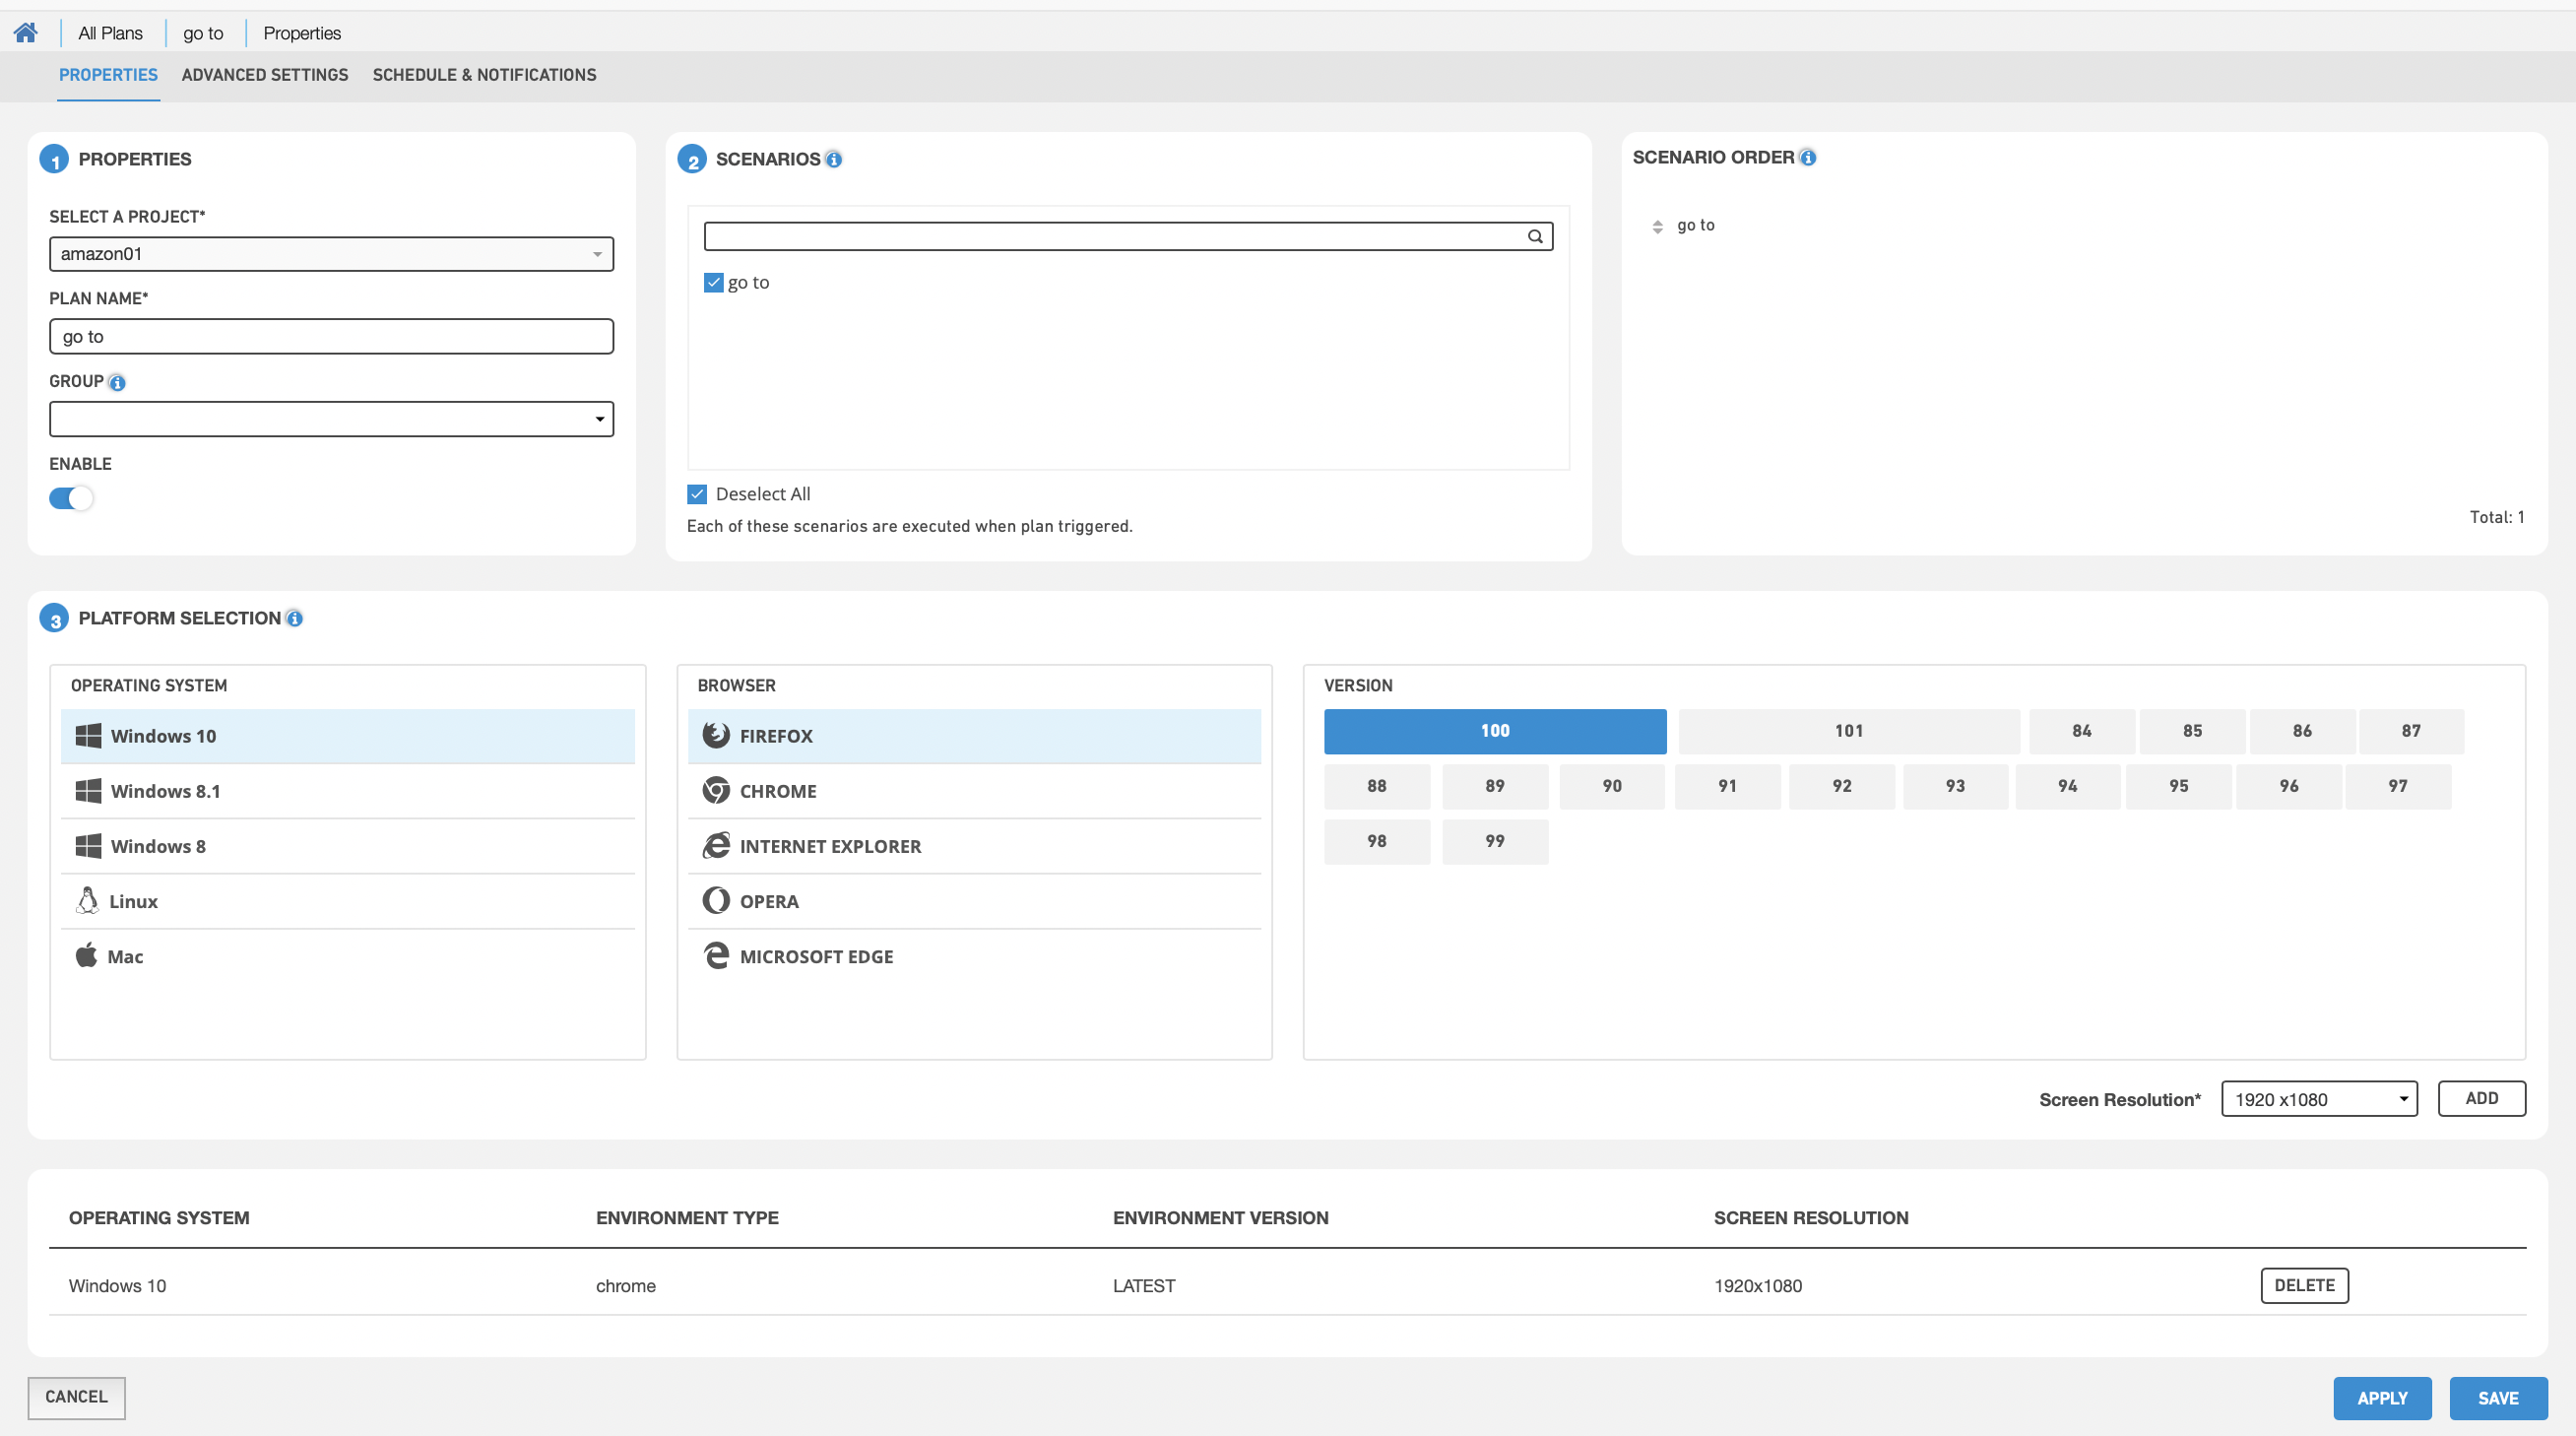 All Plans
go to
Properties
PROPERTIES
ADVANCED SETTINGS
SCHEDULE & NOTIFICATIONS
1 PROPERTIES
SELECT A PROJECT*
amazon01
PLAN NAME*
go to
GROUP
ENABLE
2 SCENARIOS
go to
Deselect All
Each of these scenarios are executed when plan triggered.
SCENARIO ORDER
go to
Total: 1
3 PLATFORM SELECTION
OPERATING SYSTEM
Windows 10
Windows 8.1
Windows 8
Linux
Mac
BROWSER
FIREFOX
CHROME
INTERNET EXPLORER
OPERA
MICROSOFT EDGE
VERSION
100 101 84 85 86 87
88 89 90 91 92 93 94 95 96 97
98 99
Screen Resolution* 1920 x1080 ADD
OPERATING SYSTEM ENVIRONMENT TYPE ENVIRONMENT VERSION SCREEN RESOLUTION
Windows 10 chrome LATEST 1920x1080 DELETE
CANCEL APPLY SAVE